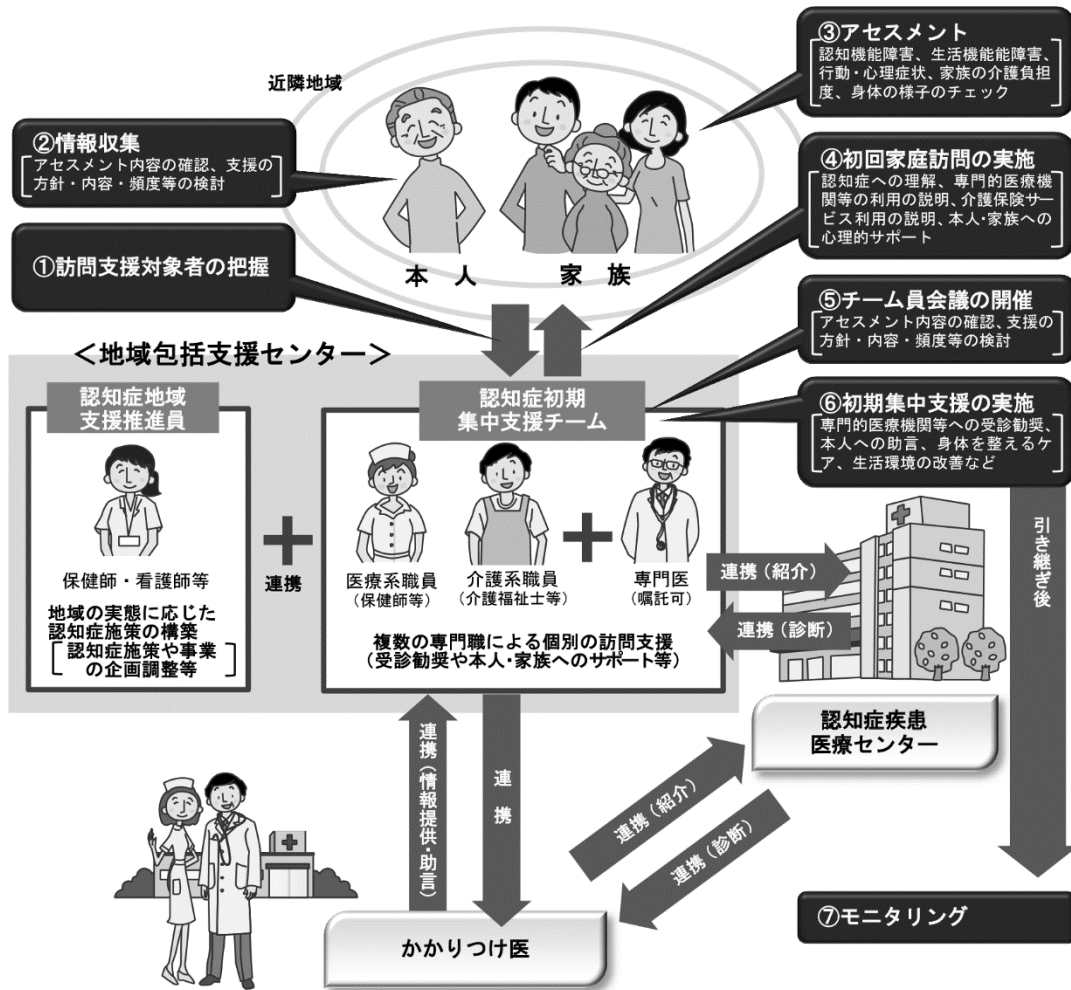 ③アセスメント
認知機能障害、生活機能能障害、
行動・心理症状、家族の介護負担
度、身体の様子のチェック
近隣地域
②情報収集
アセスメント内容の確認、支援の
方針・内容・頻度等の検討
④初回家庭訪問の実施
認知症への理解、専門的医療機
関等の利用の説明、介護保険サー
ビス利用の説明、本人・家族への
心理的サポート
①訪問支援対象者の把握
本人
家族
⑤チーム員会議の開催
アセスメント内容の確認、支援の
方針・内容・頻度等の検討
＜地域包括支援センター＞
認知症地域
支援推進員
認知症初期
集中支援チーム
⑥初期集中支援の実施
専門的医療機関等への受診勧奨、
本人への助言、身体を整えるケ
ア、生活環境の改善など
保健師・看護師等
地域の実態に応じた
認知症施策の構築
認知症施策や事業
の企画調整等
連携
医療系職員
（保健師等）
介護系職員
（介護福祉士等）
専門医
（嘱託可）
複数の専門職による個別の訪問支援
（受診勧奨や本人・家族へのサポート等）
連携（紹介）
連携（診断）
引き継ぎ後
認知症疾患
医療センター
連携（情報提供・助言）
連携
連携（紹介）
連携（診断）
かかりつけ医
⑦モニタリング